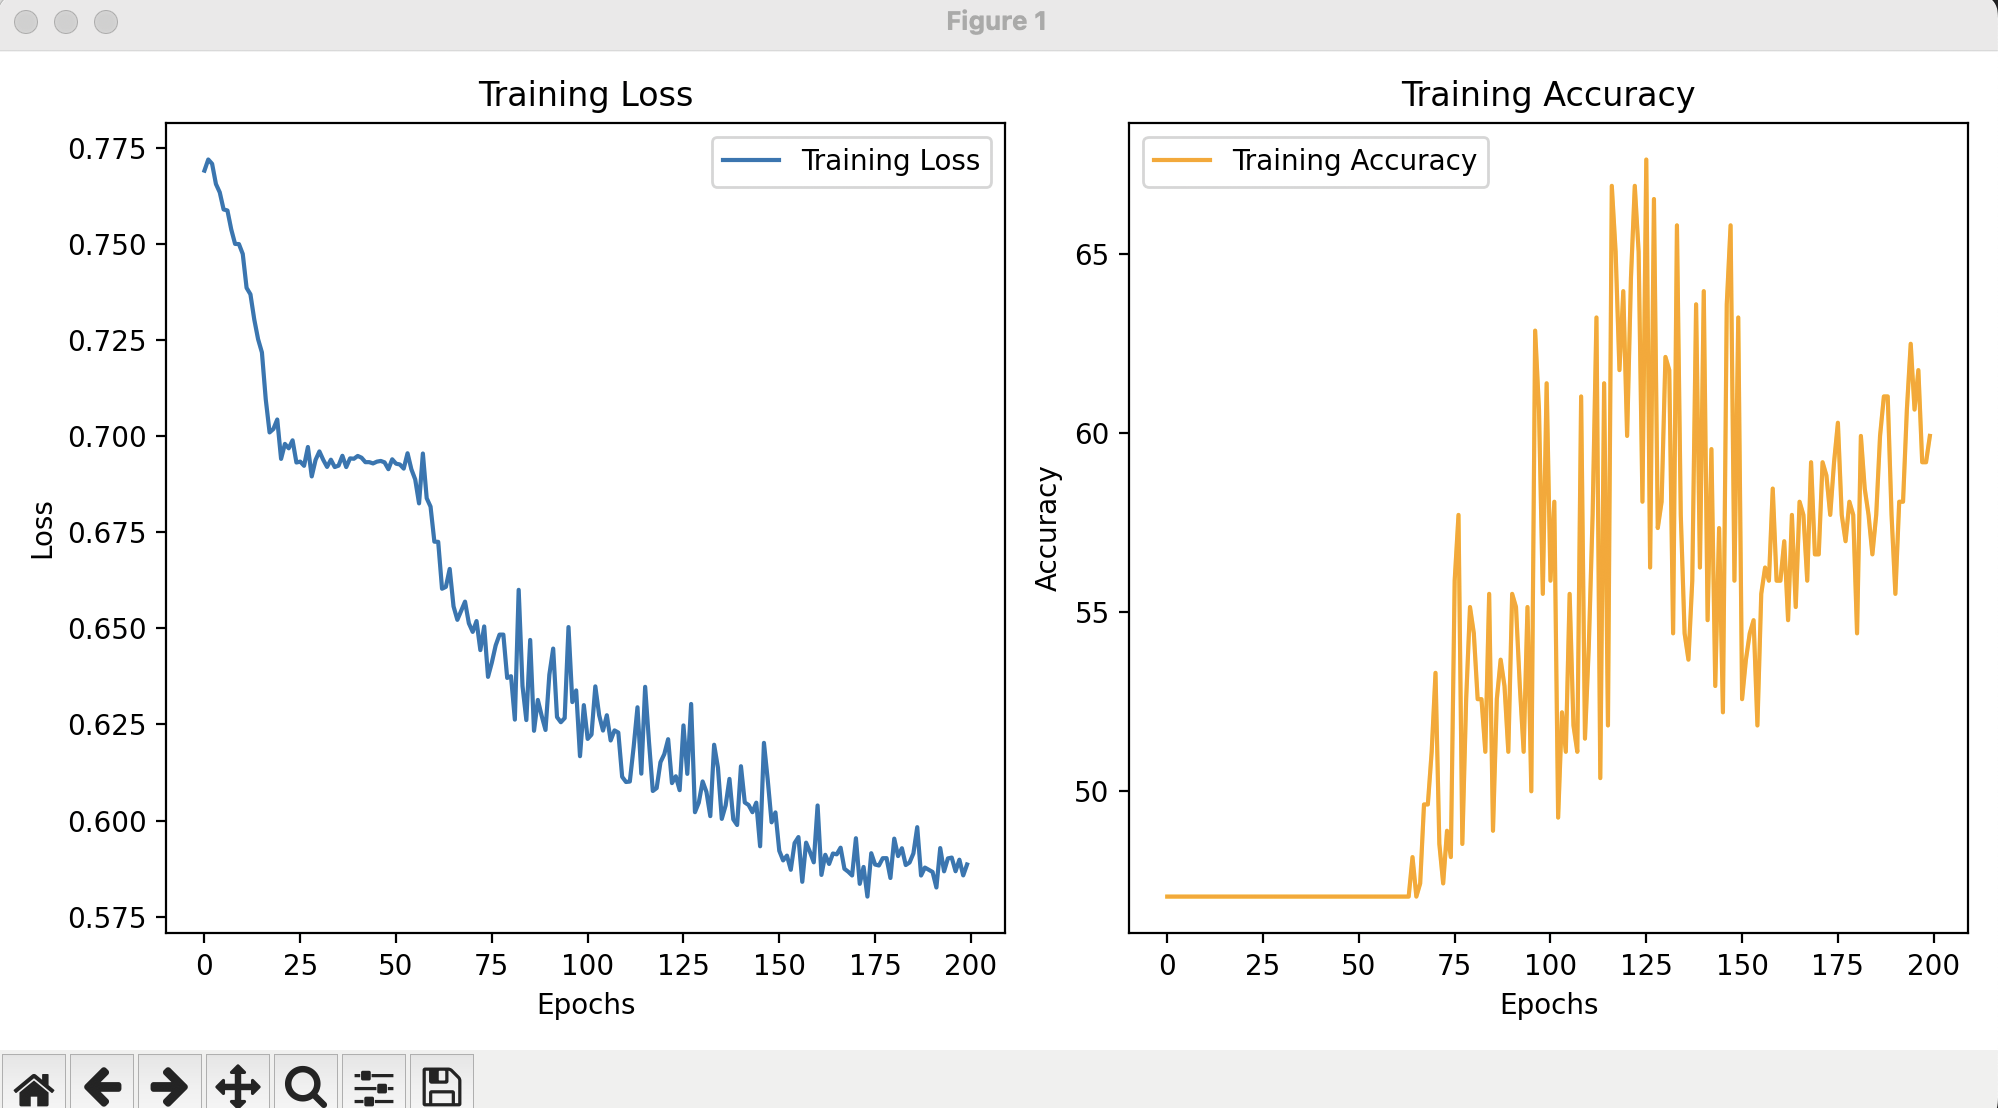 Figure 1
Training Loss
Training Loss
0.775
0.750
0.725
0.700
0.675
0.650
0.625
0.600
0.575
Loss
0 25 50 75 100 125 150 175 200
Epochs
Training Accuracy
Training Accuracy
65
60
55
50
Accuracy
0 25 50 75 100 125 150 175 200
Epochs